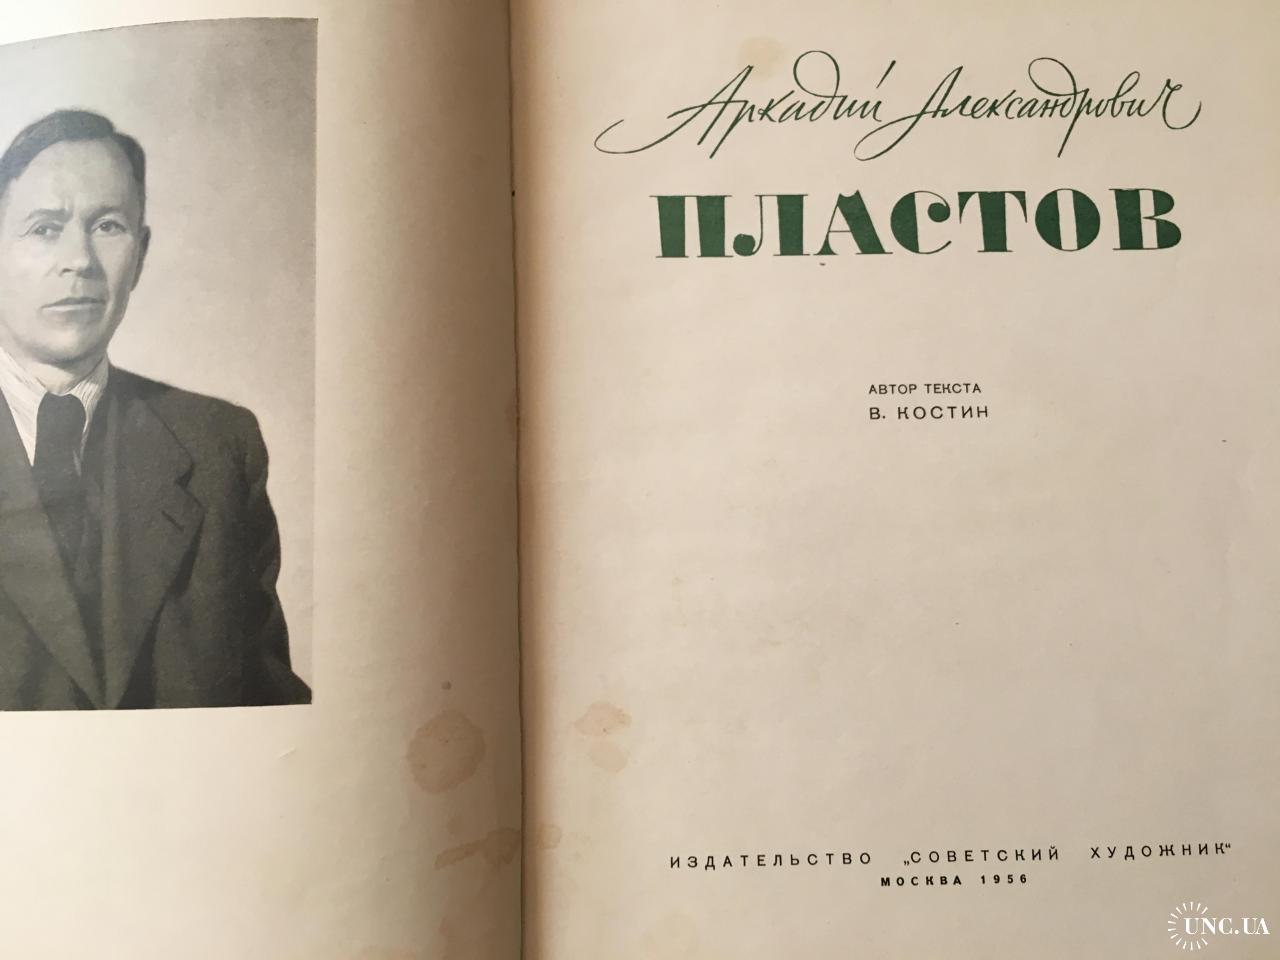 Аркадий Александрович
ПЛАСТОВ
АВТОР ТЕКСТА
В. КОСТИН
ИЗДАТЕЛЬСТВО „СОВЕТСКИЙ ХУДОЖНИК“
МОСКВА 1956
UNC.UA